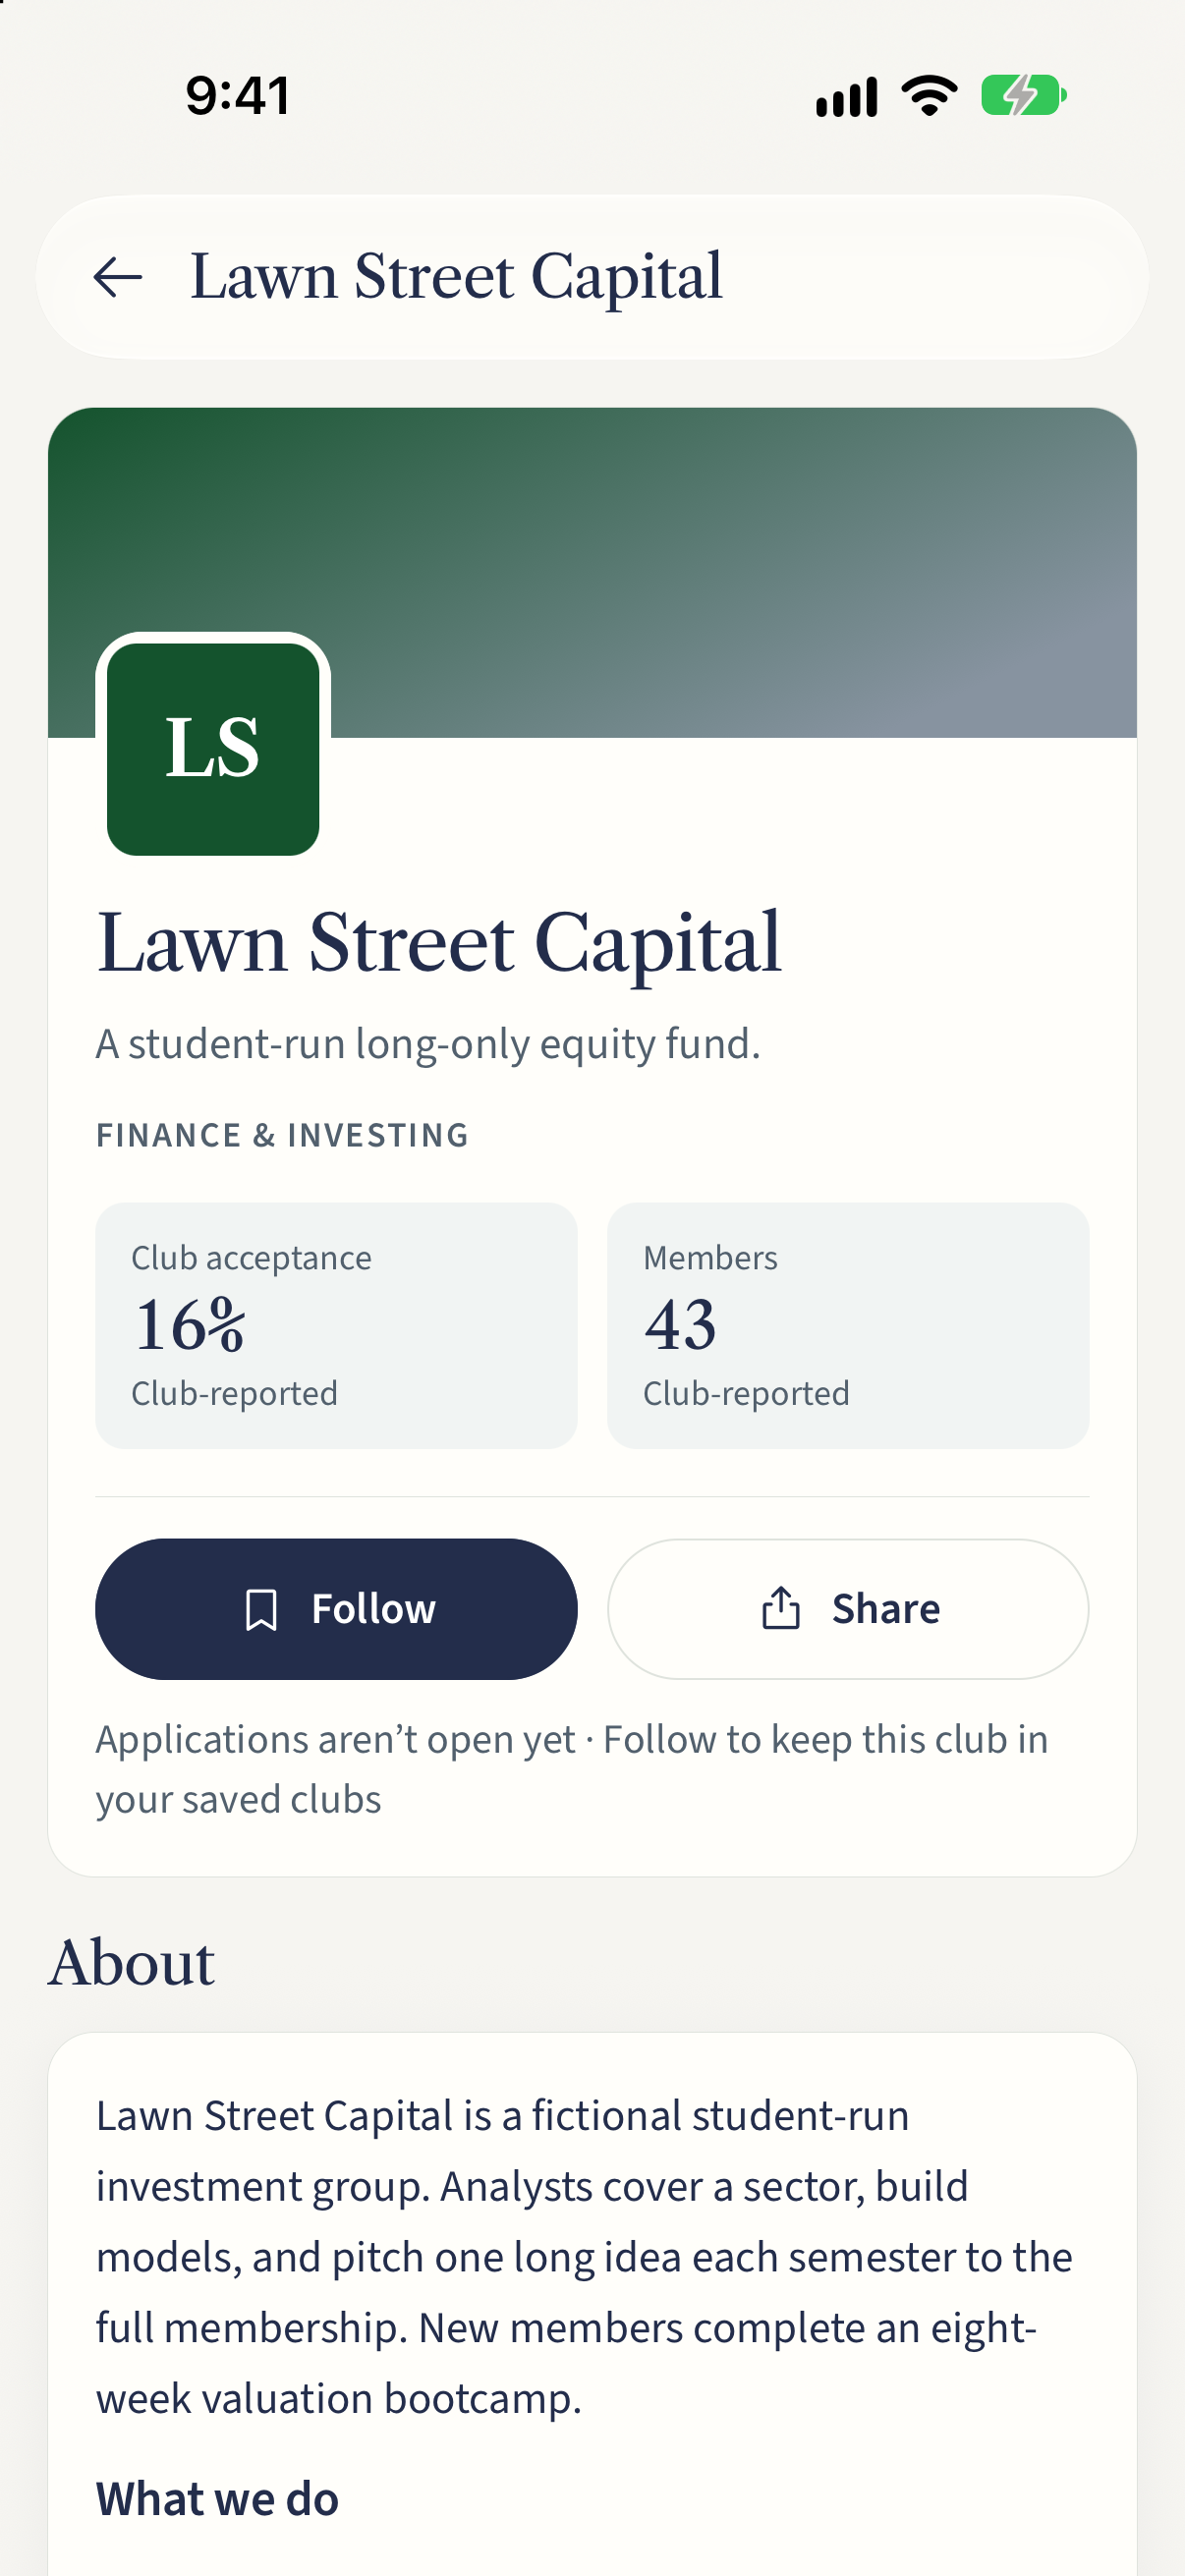 9:41
Lawn Street Capital
LS
Lawn Street Capital
A student-run long-only equity fund.
FINANCE & INVESTING
Club acceptance
16%
Club-reported
Members
43
Club-reported
Follow
Share
Applications aren’t open yet · Follow to keep this club in
your saved clubs
About
Lawn Street Capital is a fictional student-run
investment group. Analysts cover a sector, build
models, and pitch one long idea each semester to the
full membership. New members complete an eight-
week valuation bootcamp.
What we do